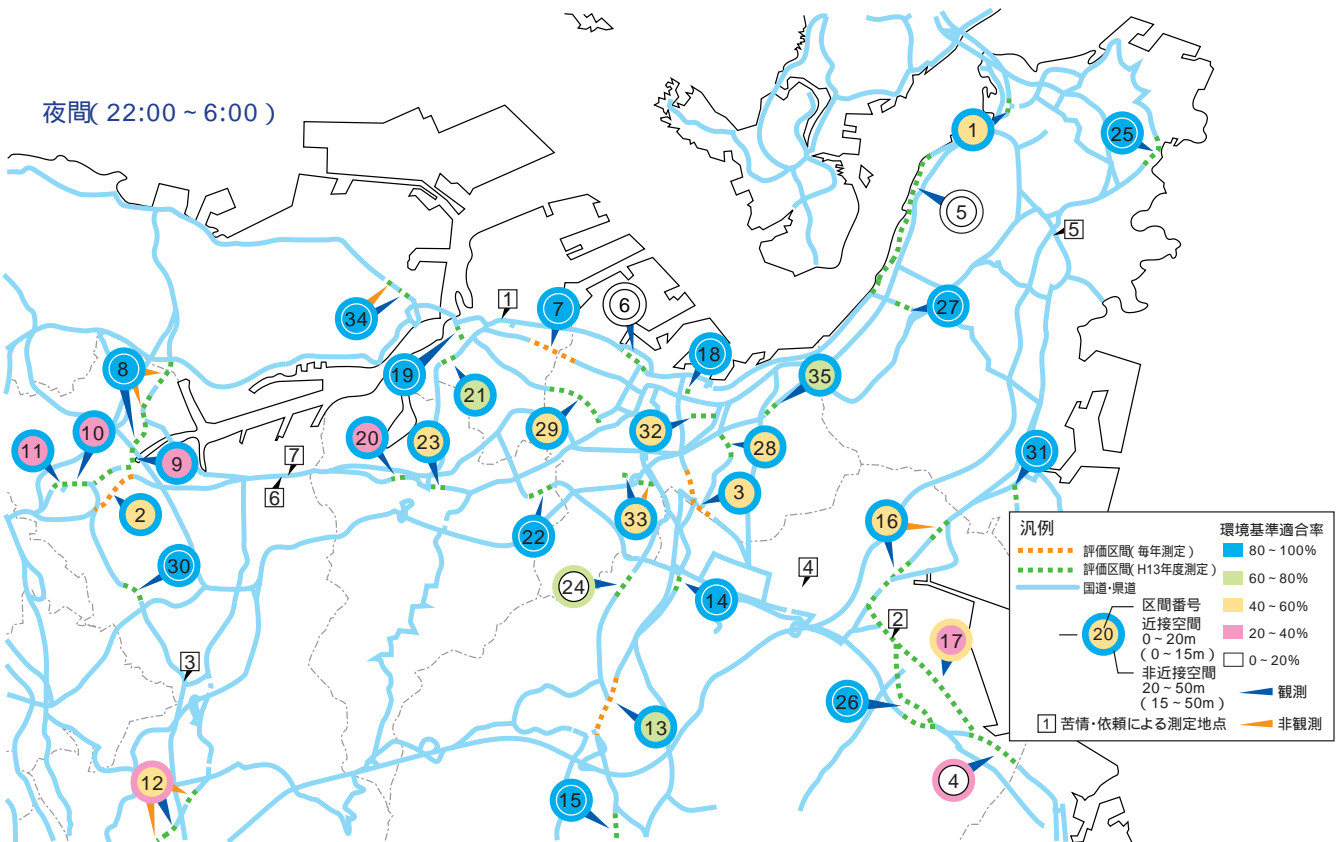 夜間( 22:00 ~ 6:00 )
1
25
5
5
27
34
1
7
6
18
8
19
21
35
11
10
9
20
23
29
32
28
7
6
31
2
22
33
3
16
30
24
14
4
2
17
3
26
13
12
15
4
汎例
環境基準適合率
評価区間( 毎年測定 )
評価区間( H13年度測定 )
国道・県道
20
区間番号
近接空間
0 ~ 20m
( 0 ~ 15m )
非近接空間
20 ~ 50m
( 15 ~ 50m )
1 苦情・依頼による測定地点
80 ~ 100%
60 ~ 80%
40 ~ 60%
20 ~ 40%
0 ~ 20%
観測
非観測